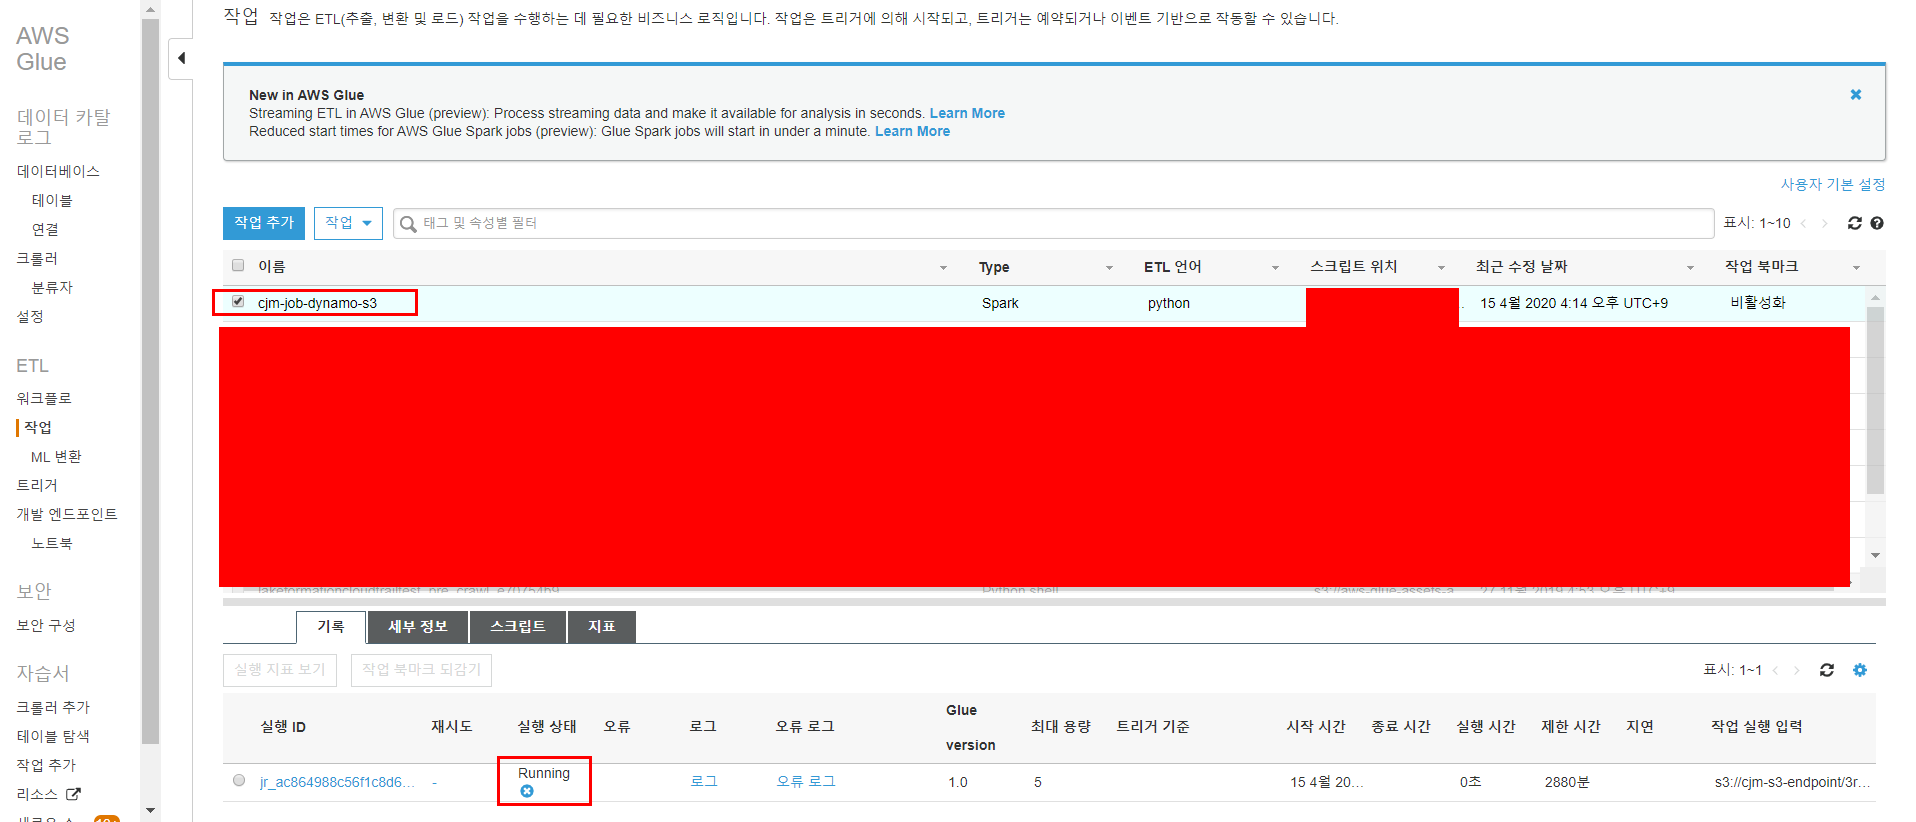 AWS
Glue
데이터 카탈
로그
데이터베이스
테이블
연결
크롤러
분류자
설정
ETL
워크플로
작업
ML 변환
트리거
개발 엔드포인트
노트북
보안
보안 구성
자습서
크롤러 추가
테이블 탐색
작업 추가
리소스
작업 작업은 ETL(추출, 변환 및 로드) 작업을 수행하는 데 필요한 비즈니스 로직입니다. 작업은 트리거에 의해 시작되고, 트리거는 예약되거나 이벤트 기반으로 작동할 수 있습니다.
New in AWS Glue
Streaming ETL in AWS Glue (preview): Process streaming data and make it available for analysis in seconds. Learn More
Reduced start times for AWS Glue Spark jobs (preview): Glue Spark jobs will start in under a minute. Learn More
사용자 기본 설정
작업 추가 작업 태그 및 속성별 필터 표시: 1~10
이름 Type ETL 언어 스크립트 위치 최근 수정 날짜 작업 북마크
cjm-job-dynamo-s3 Spark python 15 4월 2020 4:14 오후 UTC+9 비활성화
기록 세부 정보 스크립트 지표
실행 지표 보기 작업 북마크 되감기 표시: 1~1
실행 ID 재시도 실행 상태 오류 로그 오류 로그 Glue version 최대 용량 트리거 기준 시작 시간 종료 시간 실행 시간 제한 시간 지연 작업 실행 입력
jr_ac864988c56f1c8d6... - Running 로그 오류 로그 1.0 5 15 4월 20... 0초 2880분 s3://cjm-s3-endpoint/3r...